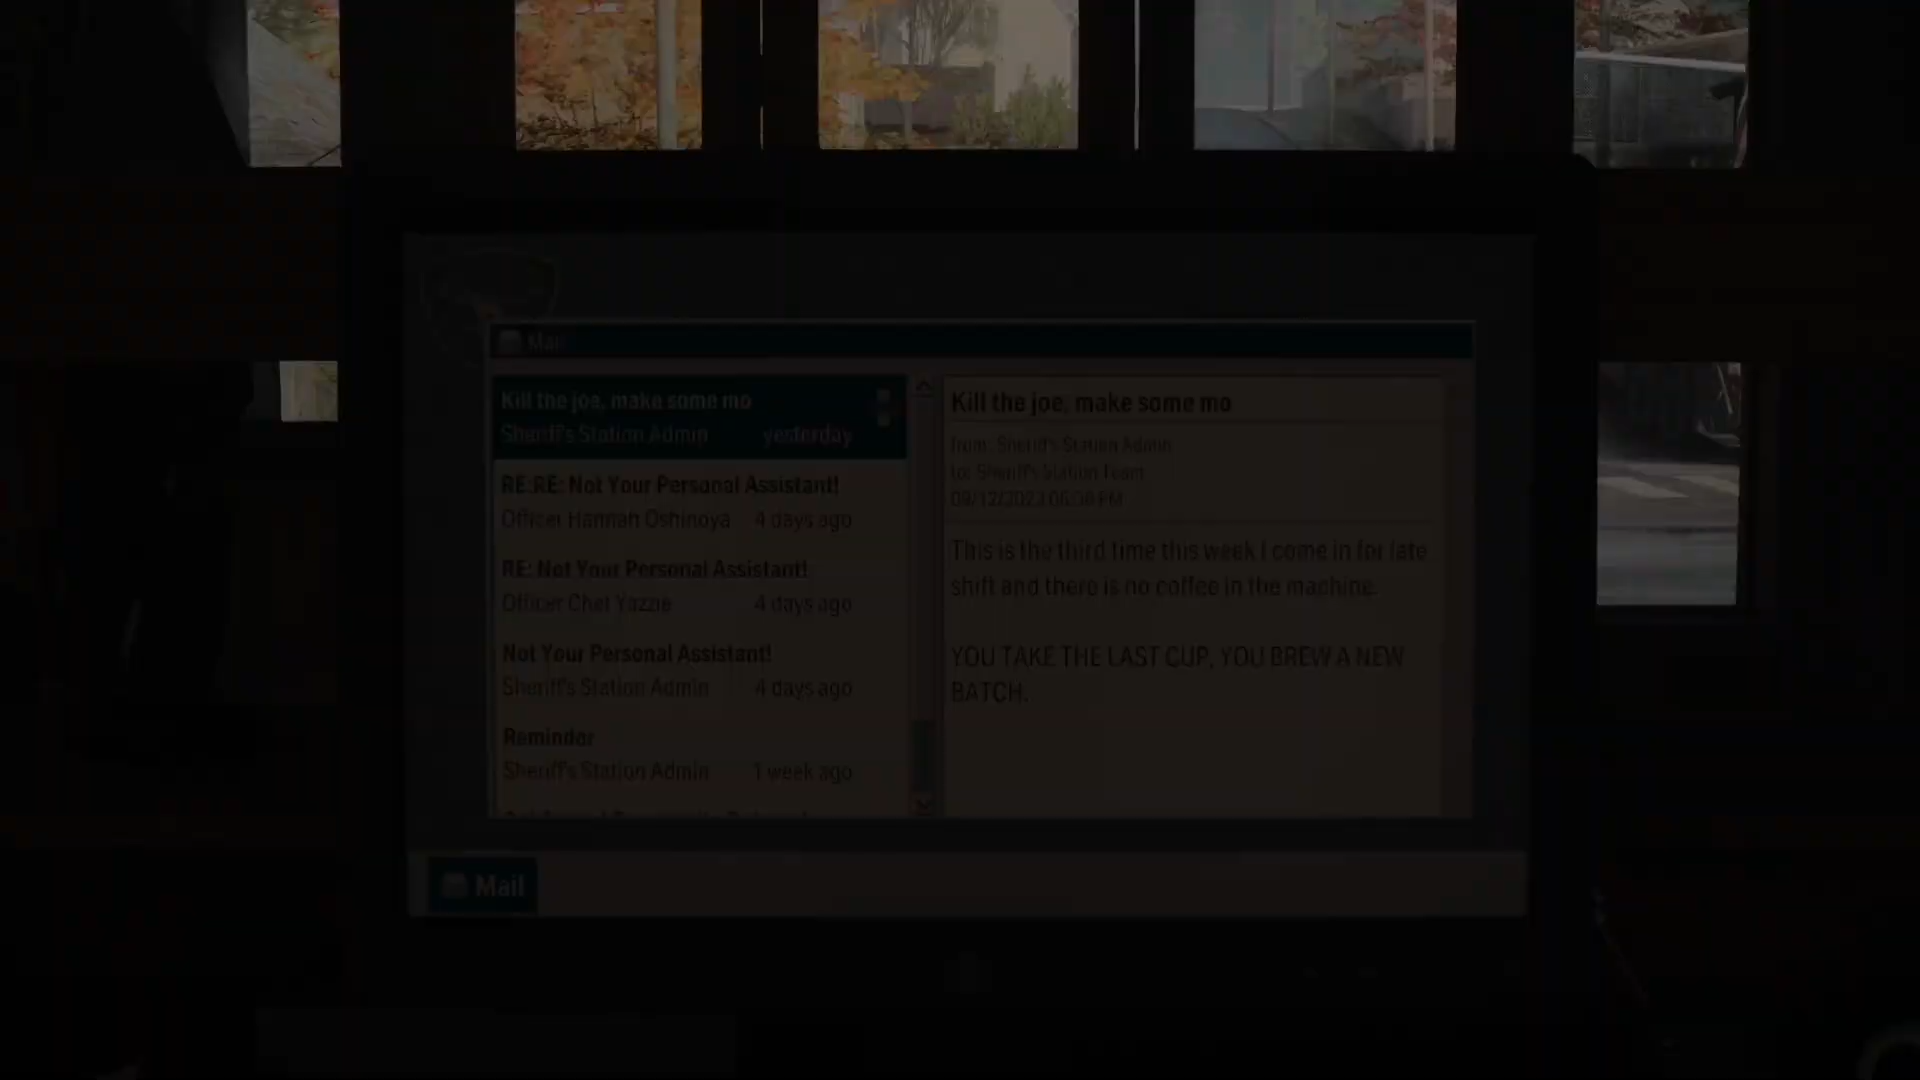 Mail
Kill the joe, make some mo
Sheriff's Station Admin yesterday
RE:RE: Not Your Personal Assistant!
Officer Hannah Oshinoya 4 days ago
RE: Not Your Personal Assistant!
Officer Chet Yazzie 4 days ago
Not Your Personal Assistant!
Sheriff's Station Admin 4 days ago
Reminder
Sheriff's Station Admin 1 week ago
Kill the joe, make some mo
from: Sheriff's Station Admin
to: Sheriff's Station Team
This is the third time this week I come in for late
shift and there is no coffee in the machine.
YOU TAKE THE LAST CUP, YOU BREW A NEW
BATCH.
Mail